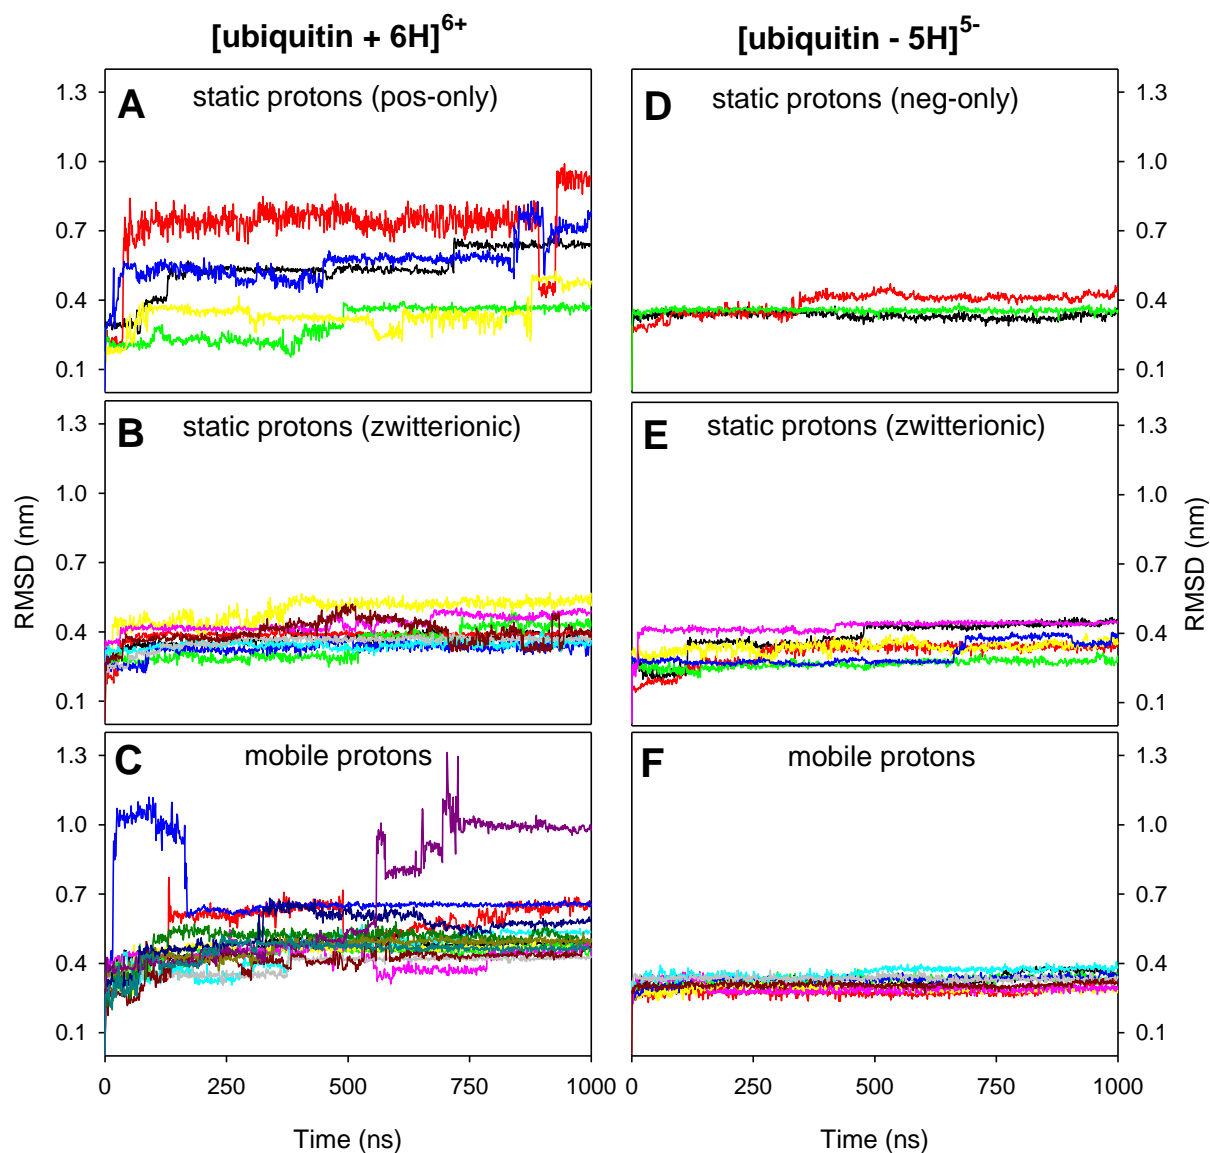 [ubiquitin + 6H]6+
[ubiquitin - 5H]5-
A
static protons (pos-only)
1.3
1.0
0.7
0.4
0.1
D
static protons (neg-only)
1.3
1.0
0.7
0.4
0.1
B
static protons (zwitterionic)
1.3
1.0
0.7
0.4
0.1
RMSD (nm)
E
static protons (zwitterionic)
1.3
1.0
0.7
0.4
0.1
RMSD (nm)
C
mobile protons
1.3
1.0
0.7
0.4
0.1
F
mobile protons
1.3
1.0
0.7
0.4
0.1
0 250 500 750 1000
0 250 500 750 1000
Time (ns)
Time (ns)